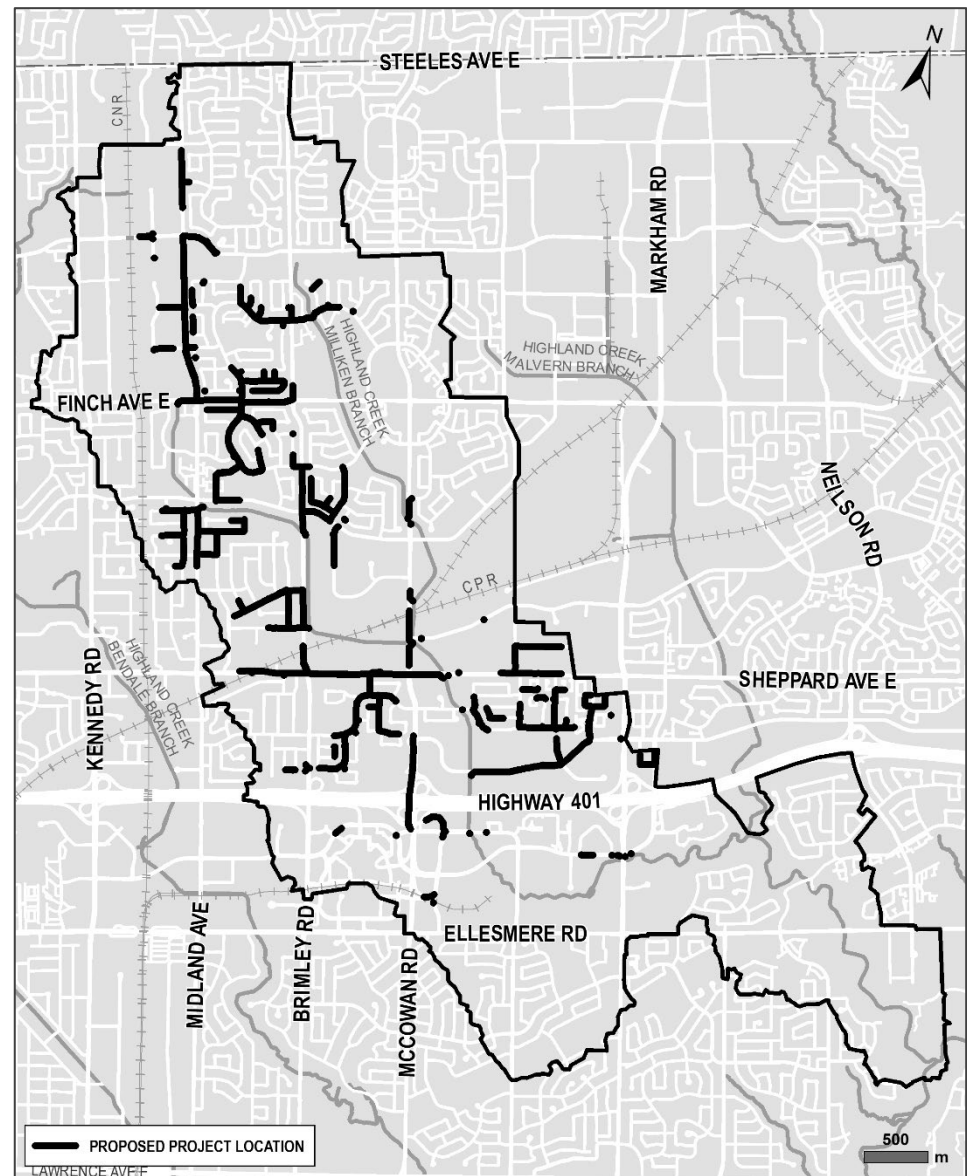 N
STEELES AVE E
CNR
MARKHAM RD
HIGHLAND CREEK
MILLIKEN BRANCH
HIGHLAND CREEK
MALVERN BRANCH
FINCH AVE E
NEILSON RD
CPR
HIGHLAND CREEK
BENDALE BRANCH
KENNEDY RD
SHEPPARD AVE E
HIGHWAY 401
MIDLAND AVE
BRIMLEY RD
MCCOWAN RD
ELLESMERE RD
PROPOSED PROJECT LOCATION
500
m
LAWRENCE AVE E